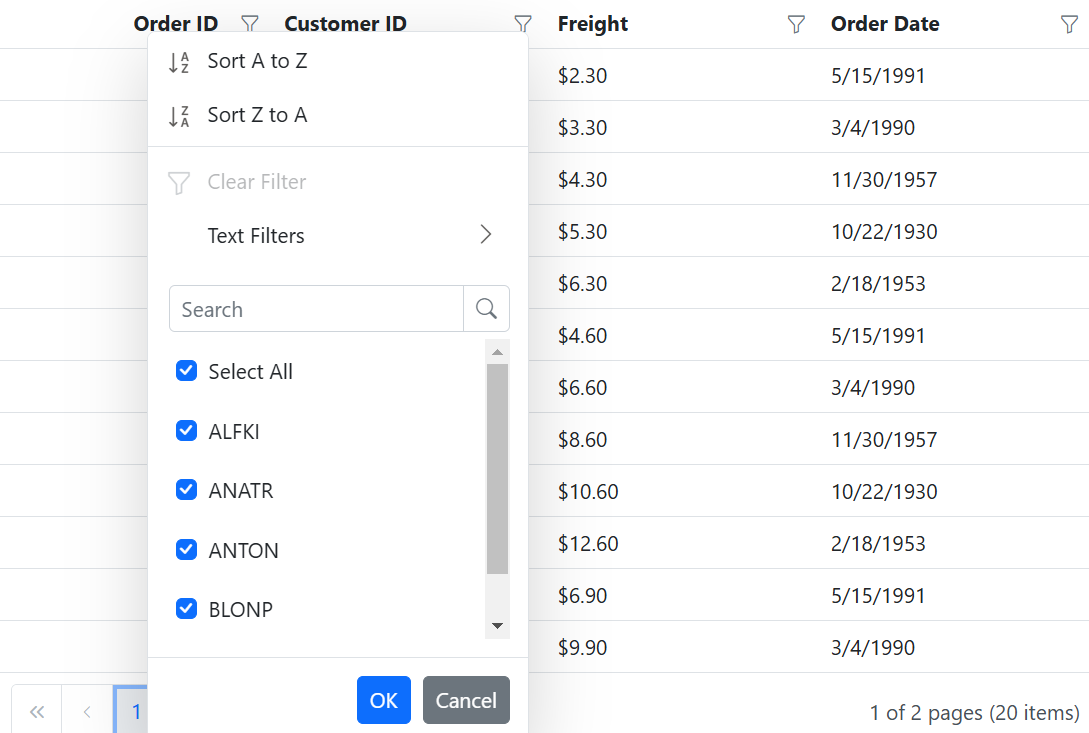 Order ID Customer ID Freight Order Date
Sort A to Z
Sort Z to A
Clear Filter
Text Filters
Search
Select All
ALFKI
ANATR
ANTON
BLONP
OK Cancel
$2.30 5/15/1991
$3.30 3/4/1990
$4.30 11/30/1957
$5.30 10/22/1930
$6.30 2/18/1953
$4.60 5/15/1991
$6.60 3/4/1990
$8.60 11/30/1957
$10.60 10/22/1930
$12.60 2/18/1953
$6.90 5/15/1991
$9.90 3/4/1990
1
1 of 2 pages (20 items)